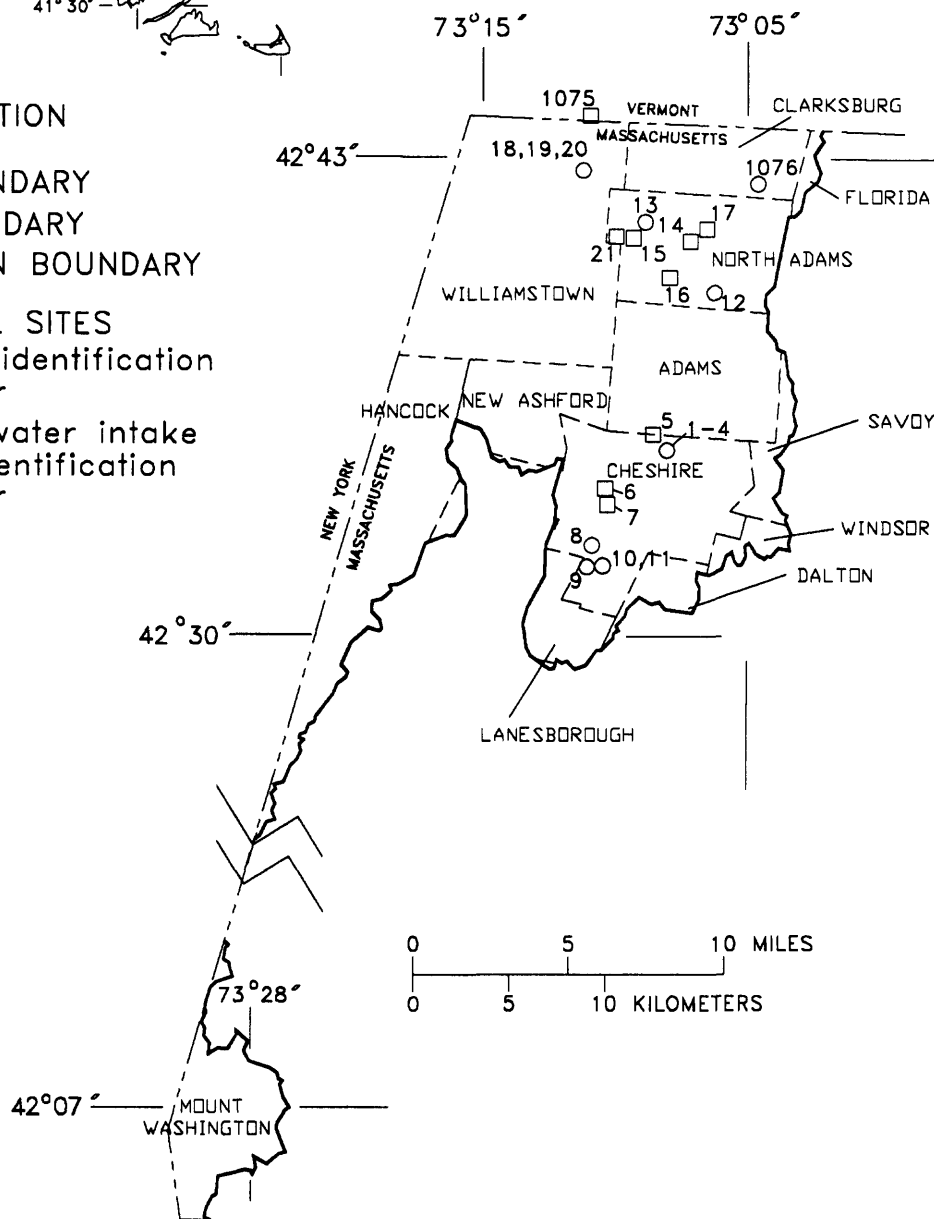 41° 30´
73° 15´
73° 05´
TION
1075
VERMONT
CLARKSBURG
MASSACHUSETTS
42° 43´
18,19,20
1076
NDARY
FLORIDA
NDARY
13
17
14
N BOUNDARY
21
15
NORTH ADAMS
WILLIAMSTOWN
16
12
SITES
identification
ADAMS
HANCOCK
NEW ASHFORD
SAVOY
water intake
5
1-4
entification
CHESHIRE
NEW YORK
MASSACHUSETTS
6
7
WINDSOR
8
10,11
9
DALTON
42° 30´
LANESBOROUGH
0 5 10 MILES
0 5 10 KILOMETERS
73° 28´
42° 07´
MOUNT
WASHINGTON